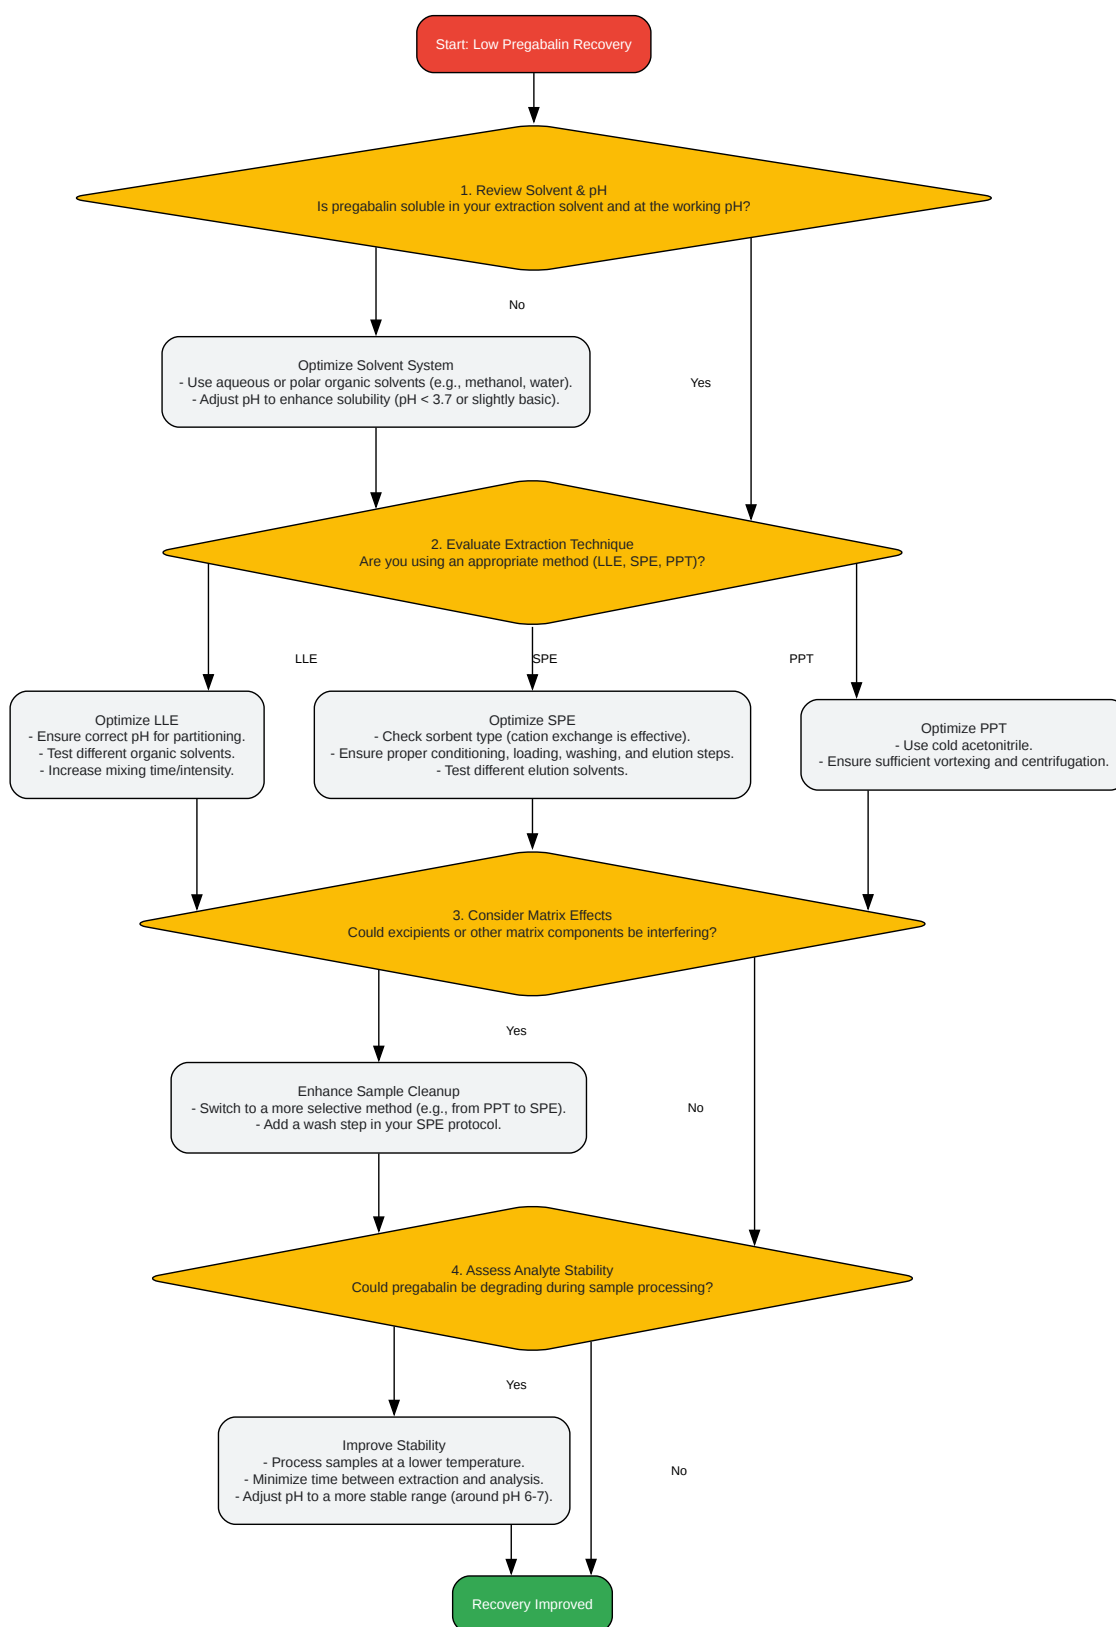 Start: Low Pregabalin Recovery
1. Review Solvent & pH
Is pregabalin soluble in your extraction solvent and at the working pH?
No
Optimize Solvent System
- Use aqueous or polar organic solvents (e.g., methanol, water).
- Adjust pH to enhance solubility (pH < 3.7 or slightly basic).
Yes
2. Evaluate Extraction Technique
Are you using an appropriate method (LLE, SPE, PPT)?
LLE
SPE
PPT
Optimize LLE
- Ensure correct pH for partitioning.
- Test different organic solvents.
- Increase mixing time/intensity.
Optimize SPE
- Check sorbent type (cation exchange is effective).
- Ensure proper conditioning, loading, washing, and elution steps.
- Test different elution solvents.
Optimize PPT
- Use cold acetonitrile.
- Ensure sufficient vortexing and centrifugation.
3. Consider Matrix Effects
Could excipients or other matrix components be interfering?
Yes
Enhance Sample Cleanup
- Switch to a more selective method (e.g., from PPT to SPE).
- Add a wash step in your SPE protocol.
No
4. Assess Analyte Stability
Could pregabalin be degrading during sample processing?
Yes
Improve Stability
- Process samples at a lower temperature.
- Minimize time between extraction and analysis.
- Adjust pH to a more stable range (around pH 6-7).
No
Recovery Improved